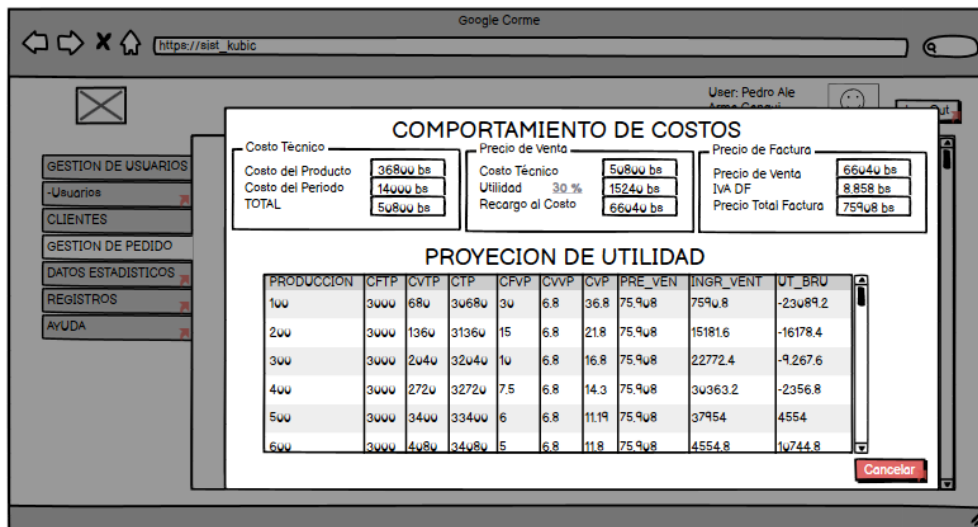 Google Corme
https://sist_kubic
User: Pedro Ale
COMPORTAMIENTO DE COSTOS
Costo Técnico
Costo del Producto 36800 bs
Costo del Periodo 14000 bs
TOTAL 50800 bs
Precio de Venta
Costo Técnico 50800 bs
Utilidad 30 % 15240 bs
Recargo al Costo 66040 bs
Precio de Factura
Precio de Venta 66040 bs
IVA DF 8.858 bs
Precio Total Factura 75908 bs
GESTION DE USUARIOS
-Usuarios
CLIENTES
GESTION DE PEDIDO
DATOS ESTADISTICOS
REGISTROS
AYUDA
PROYECION DE UTILIDAD
PRODUCCION CFTP CVTP CTP CFVP CVVP CVP PRE_VEN INGR_VENT UT_BRU
100 3000 680 30680 30 6.8 36.8 75.908 7590.8 -23089.2
200 3000 1360 31360 15 6.8 21.8 75.908 15181.6 -16178.4
300 3000 2040 32040 10 6.8 16.8 75.908 22772.4 -9.267.6
400 3000 2720 32720 7.5 6.8 14.3 75.908 30363.2 -2356.8
500 3000 3400 33400 6 6.8 11.19 75.908 37954 4554
600 3000 4080 34080 5 6.8 11.8 75.908 4554.8 10744.8
Cancelar